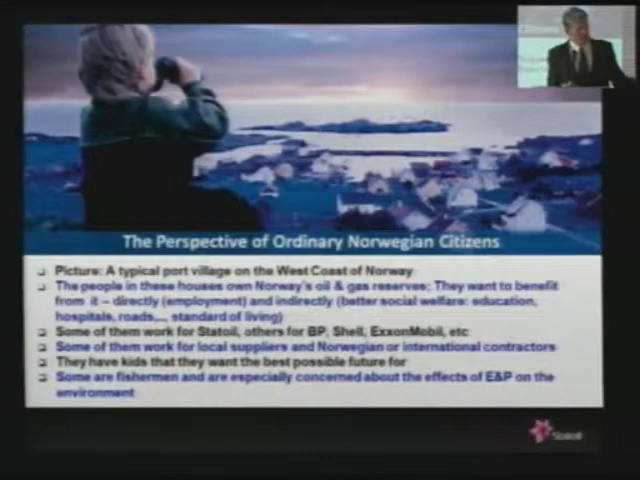 The Perspective of Ordinary Norwegian Citizens
❑ Picture: A typical port village on the West Coast of Norway
❑ The people in these houses own Norway's oil & gas reserves; They want to benefit
from it – directly (employment) and indirectly (better social welfare: education,
hospitals, roads,,,, standard of living)
❑ Some of them work for Statoil, others for BP, Shell, ExxonMobil, etc
❑ Some of them work for local suppliers and Norwegian or international contractors
❑ They have kids that they want the best possible future for
❑ Some are fishermen and are especially concerned about the effects of E&P on the
environment
Statoil